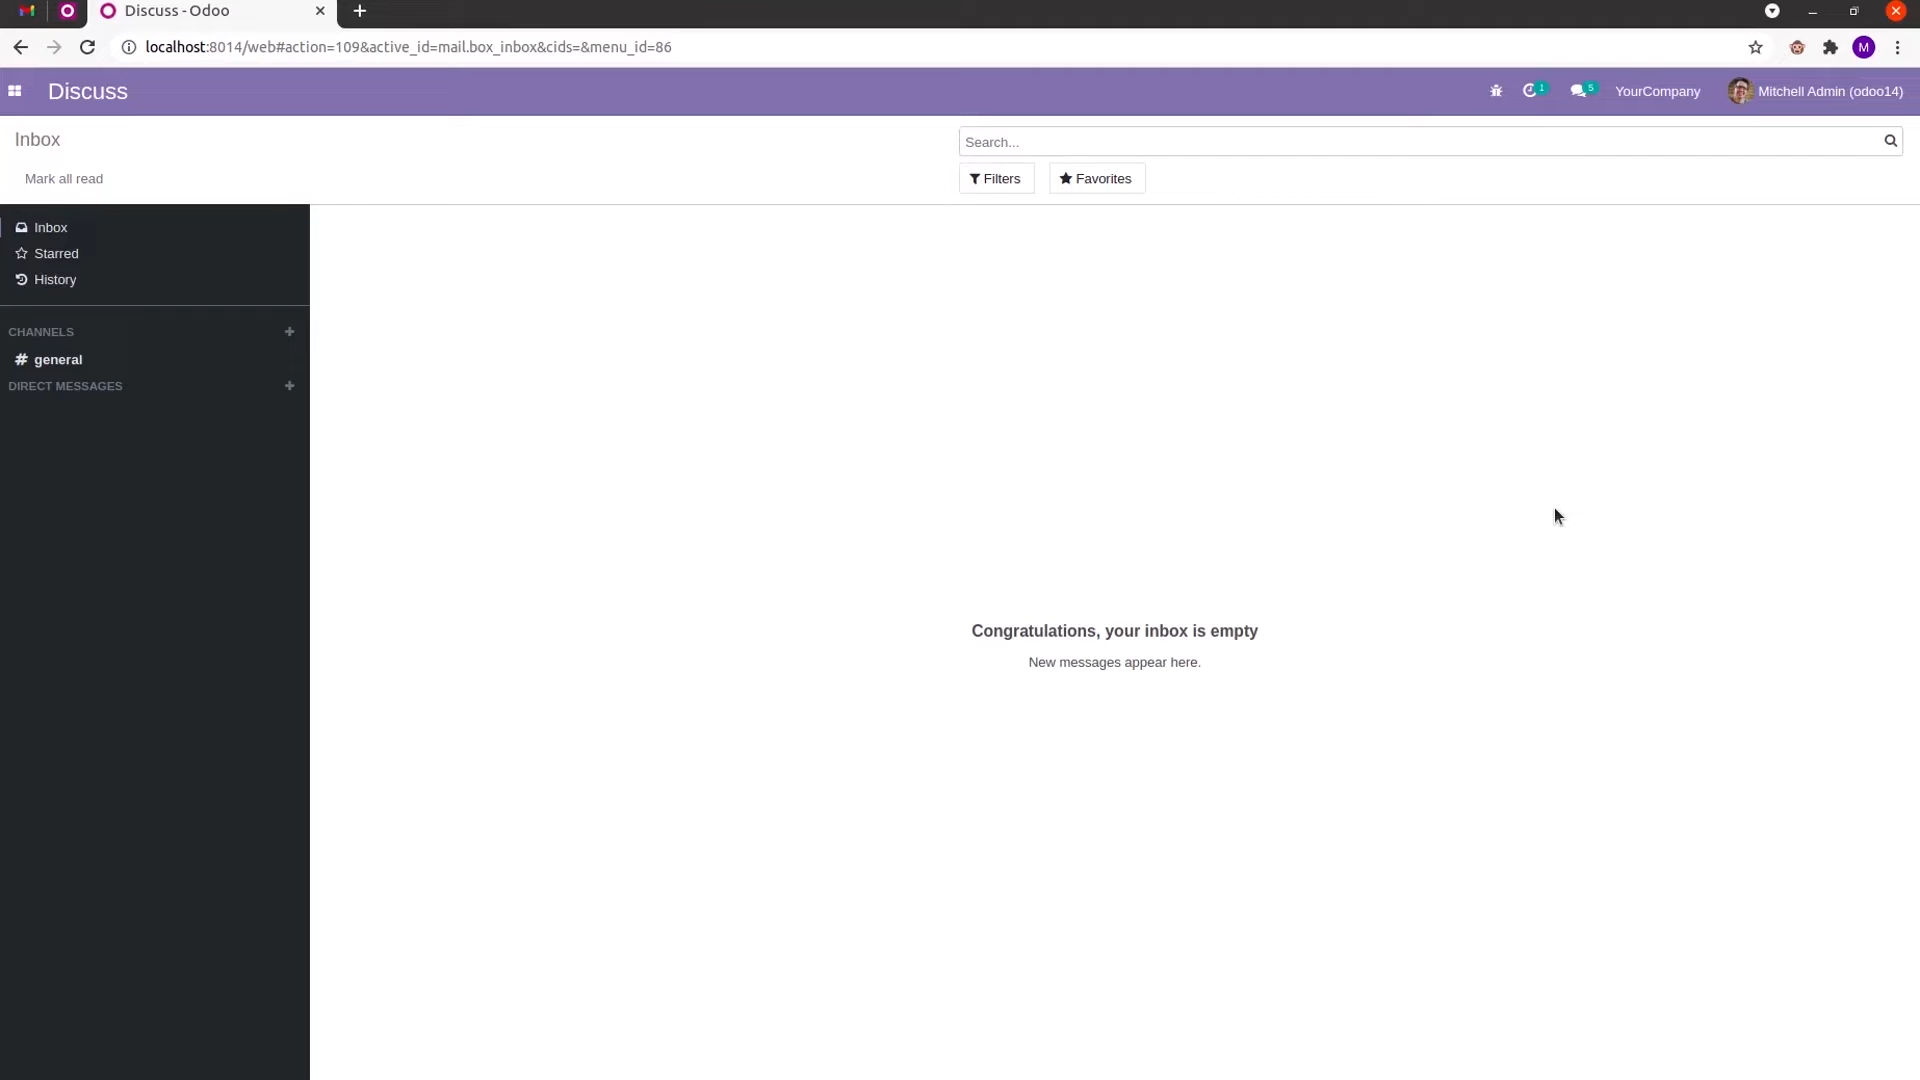 Discuss - Odoo
localhost:8014/web#action=109&active_id=mail.box_inbox&cids=&menu_id=86
M
Discuss
1
5
YourCompany
Mitchell Admin (odoo14)
Inbox
Search...
Mark all read
Filters
Favorites
Inbox
Starred
History
CHANNELS
# general
DIRECT MESSAGES
Congratulations, your inbox is empty
New messages appear here.